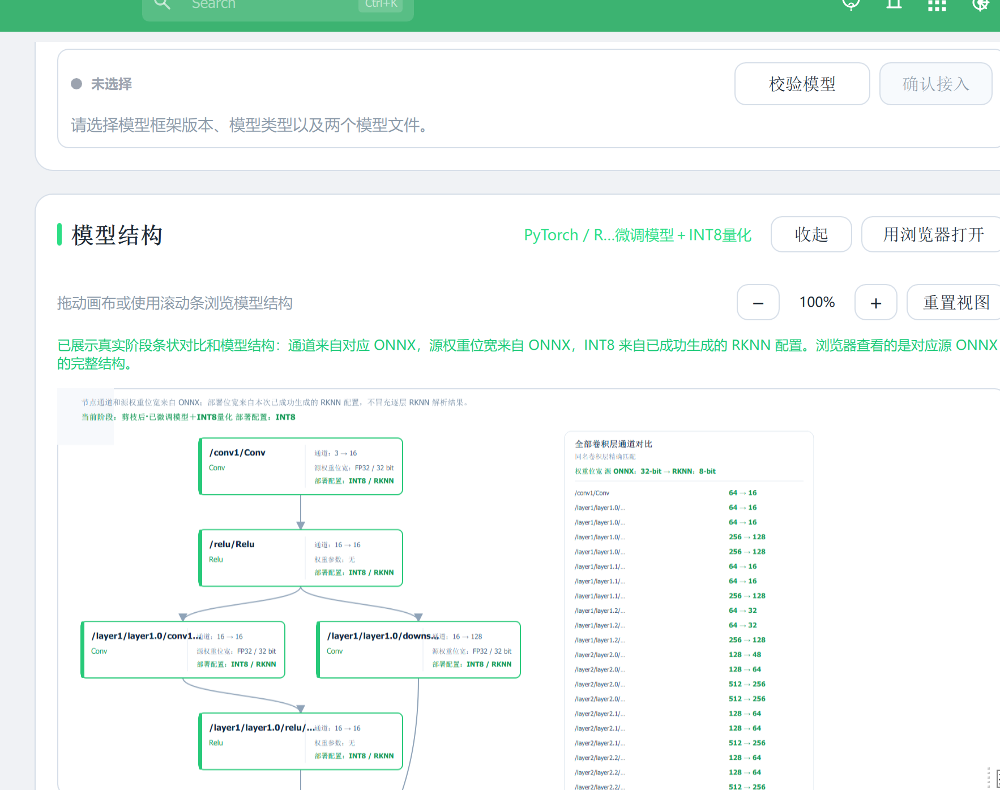 Search
Ctrl+K
未选择
校验模型
确认接入
请选择模型框架版本、模型类型以及两个模型文件。
模型结构
PyTorch / R...微调模型 + INT8量化
收起
用浏览器打开
拖动画布或使用滚动条浏览模型结构
−
100%
+
重置视图
已展示真实阶段条状对比和模型结构：通道来自对应 ONNX，源权重位宽来自 ONNX，INT8 来自已成功生成的 RKNN 配置。浏览器查看的是对应源 ONNX
的完整结构。
节点通道和源权重位宽来自 ONNX；部署位宽来自本次已成功生成的 RKNN 配置，不冒充逐层 RKNN 解析结果。
当前阶段：剪枝后·已微调模型＋INT8量化 部署配置：INT8
/conv1/Conv
Conv
通道：3 → 16
源权重位宽：FP32 / 32 bit
部署配置：INT8 / RKNN
/relu/Relu
Relu
通道：16 → 16
权重参数：无
部署配置：INT8 / RKNN
/layer1/layer1.0/conv1...
Conv
通道：16 → 16
源权重位宽：FP32 / 32 bit
部署配置：INT8 / RKNN
/layer1/layer1.0/downs...
Conv
通道：16 → 128
源权重位宽：FP32 / 32 bit
部署配置：INT8 / RKNN
/layer1/layer1.0/relu/...
Relu
通道：16 → 16
权重参数：无
部署配置：INT8 / RKNN
全部卷积层通道对比
同名卷积层精确匹配
权重位宽 源 ONNX：32-bit → RKNN：8-bit
/conv1/Conv 64 → 16
/layer1/layer1.0/... 64 → 16
/layer1/layer1.0/... 64 → 16
/layer1/layer1.0/... 256 → 128
/layer1/layer1.0/... 256 → 128
/layer1/layer1.1/... 64 → 16
/layer1/layer1.1/... 64 → 16
/layer1/layer1.1/... 256 → 128
/layer1/layer1.2/... 64 → 32
/layer1/layer1.2/... 64 → 32
/layer1/layer1.2/... 256 → 128
/layer2/layer2.0/... 128 → 48
/layer2/layer2.0/... 128 → 64
/layer2/layer2.0/... 512 → 256
/layer2/layer2.0/... 512 → 256
/layer2/layer2.1/... 128 → 64
/layer2/layer2.1/... 128 → 64
/layer2/layer2.1/... 512 → 256
/layer2/layer2.2/... 128 → 64
/layer2/layer2.2/... 128 → 64
/layer2/layer2.2/... 512 → 256